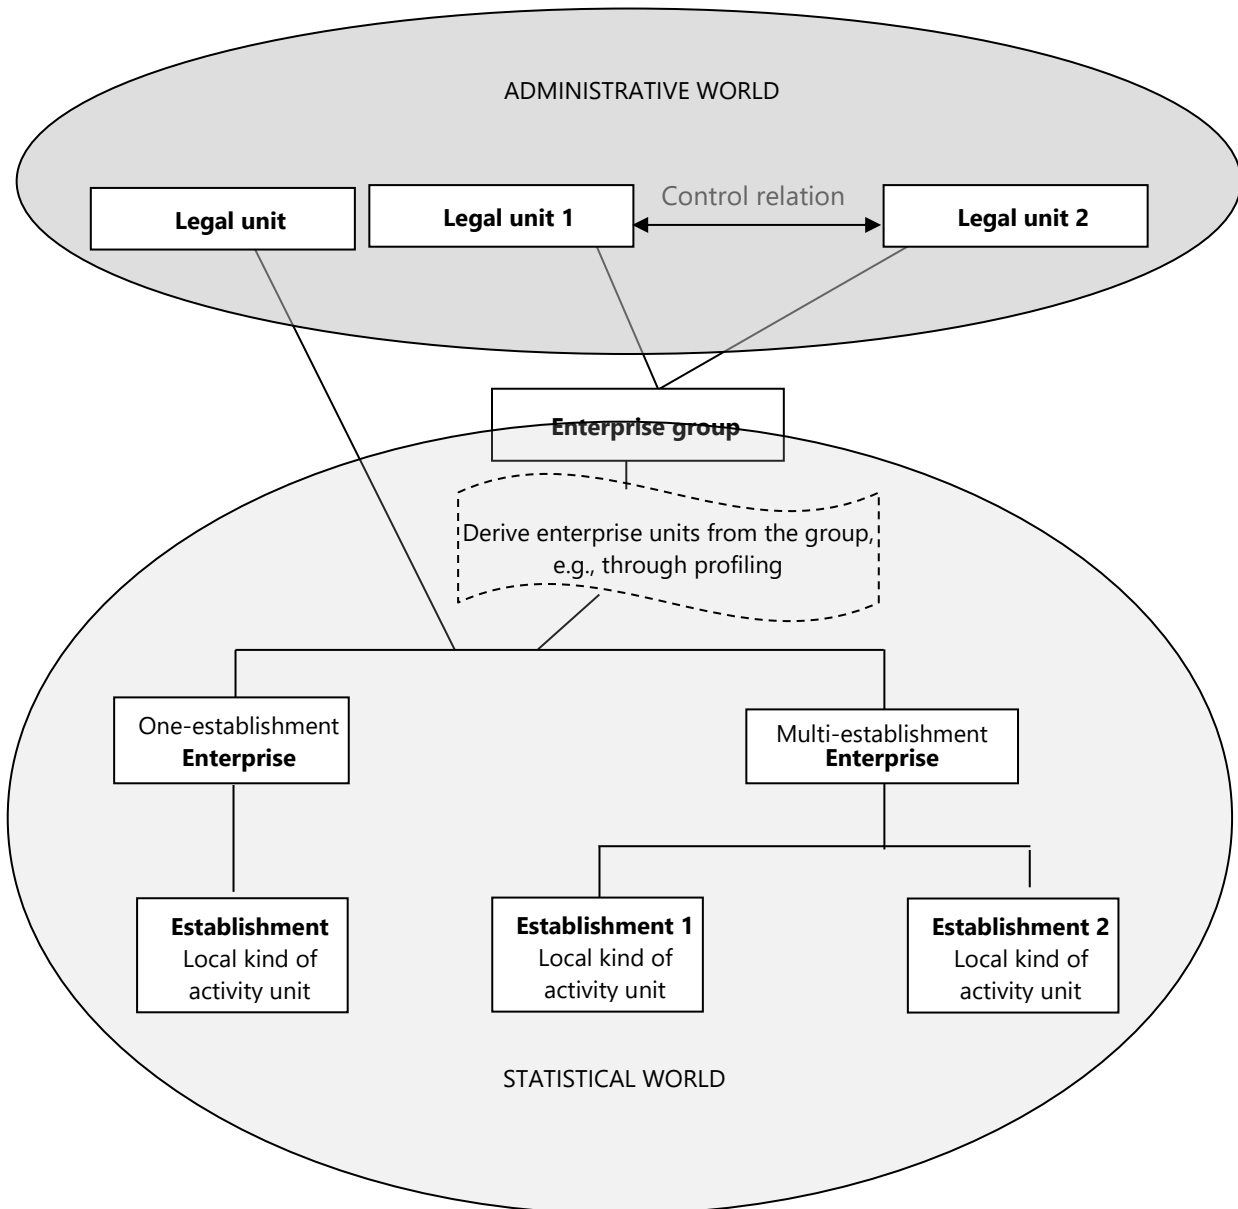 ADMINISTRATIVE WORLD
Control relation
Legal unit
Legal unit 1
Legal unit 2
Enterprise group
Derive enterprise units from the group,
e.g., through profiling
One-establishment
Enterprise
Multi-establishment
Enterprise
Establishment
Local kind of
activity unit
Establishment 1
Local kind of
activity unit
Establishment 2
Local kind of
activity unit
STATISTICAL WORLD